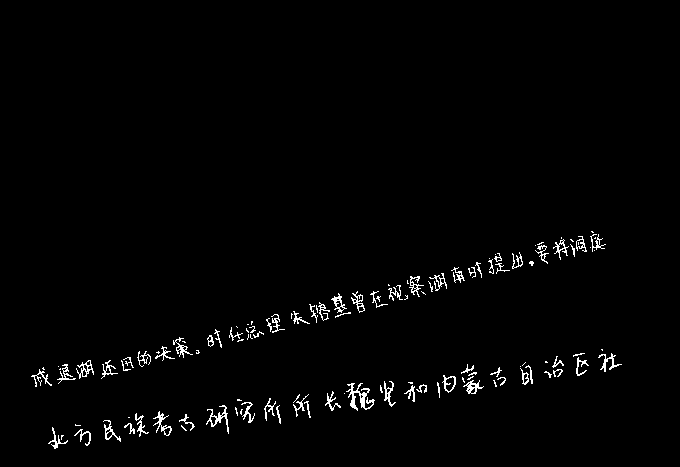 成退湖还田的决策。时任总理朱镕基曾在视察湖南时提出,要将洞庭
北方民族考古研究所所长魏坚和内蒙古自治区社